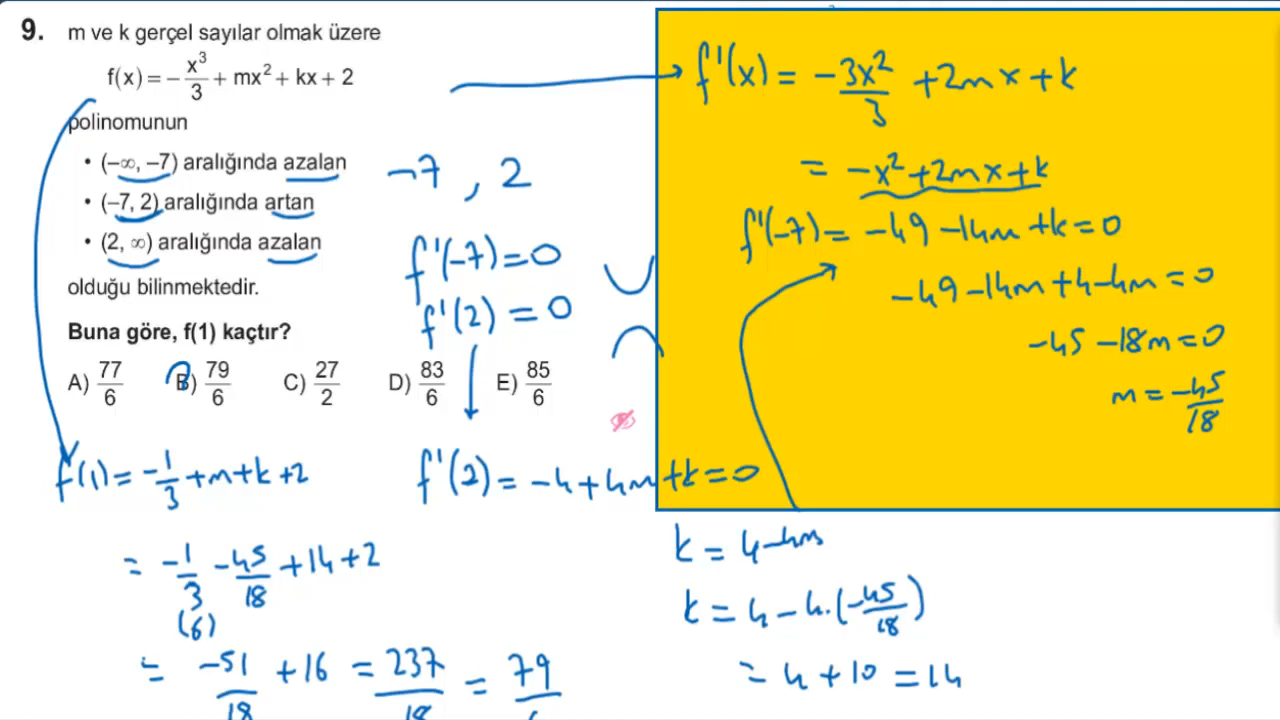 9. m ve k gerçel sayılar olmak üzere
f(x) = − x³/3 + mx² + kx + 2
polinomunun
• (−∞, −7) aralığında azalan
• (−7, 2) aralığında artan
• (2, ∞) aralığında azalan
olduğu bilinmektedir.
Buna göre, f(1) kaçtır?
A) 77/6 B) 79/6 C) 27/2 D) 83/6 E) 85/6
-7, 2
f'(-7)=0
f'(2)=0
f'(2)= -4+4m+k=0
f'(x)= -3x²/3 +2mx+k
= -x²+2mx+k
f'(-7)= -49-14m+k=0
-49-14m+4-4m=0
-45-18m=0
m= -45/18
k=4-4m
k=4-4.(-45/18)
=4+10=14
f(1)= -1/3+m+k+2
= -1/3 -45/18 +14+2
(6)
= -51/18 +16 = 237/18 = 79/